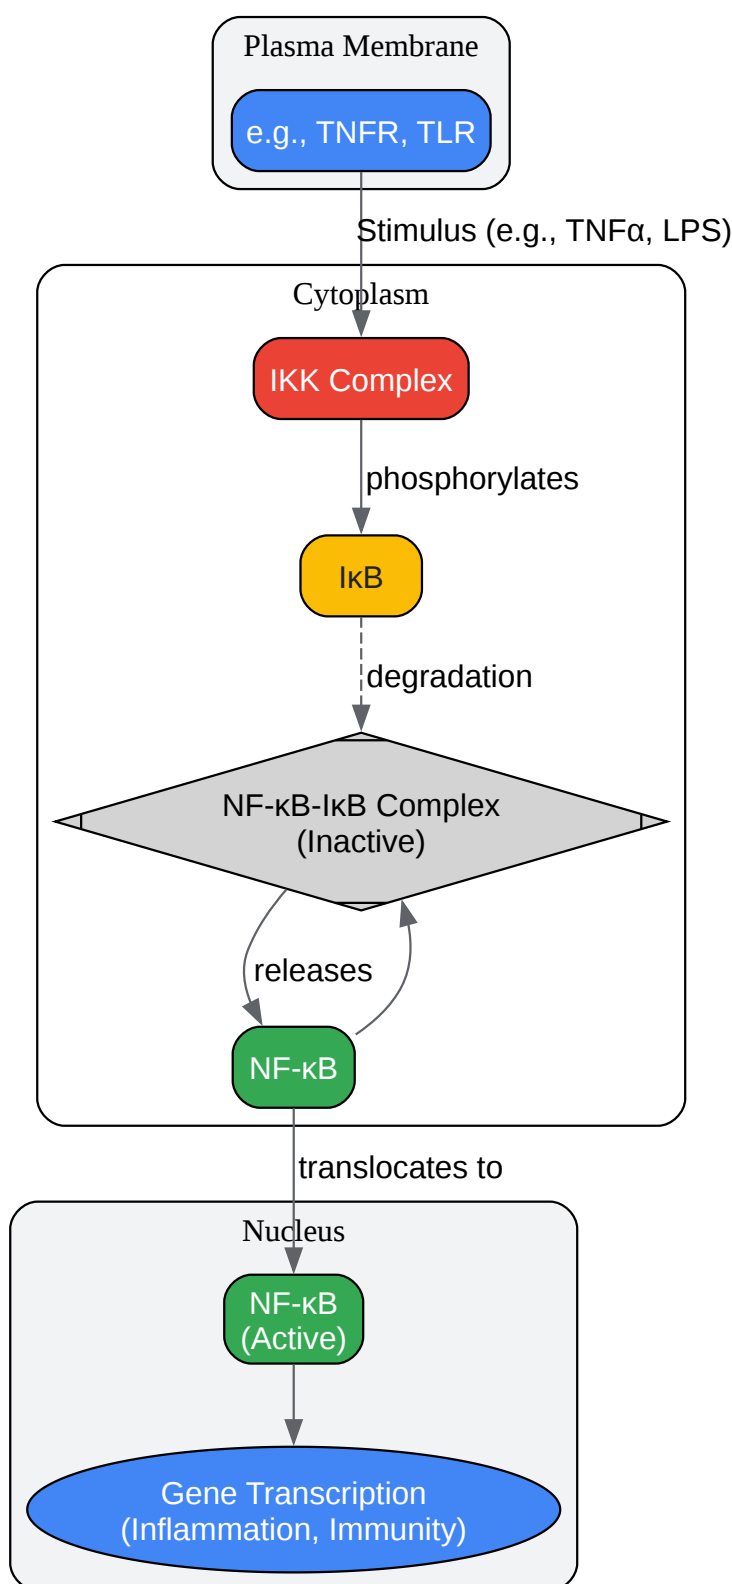 Plasma Membrane
e.g., TNFR, TLR
Stimulus (e.g., TNFα, LPS)
Cytoplasm
IKK Complex
phosphorylates
IκB
degradation
NF-κB-IκB Complex
(Inactive)
releases
NF-κB
translocates to
Nucleus
NF-κB
(Active)
Gene Transcription
(Inflammation, Immunity)